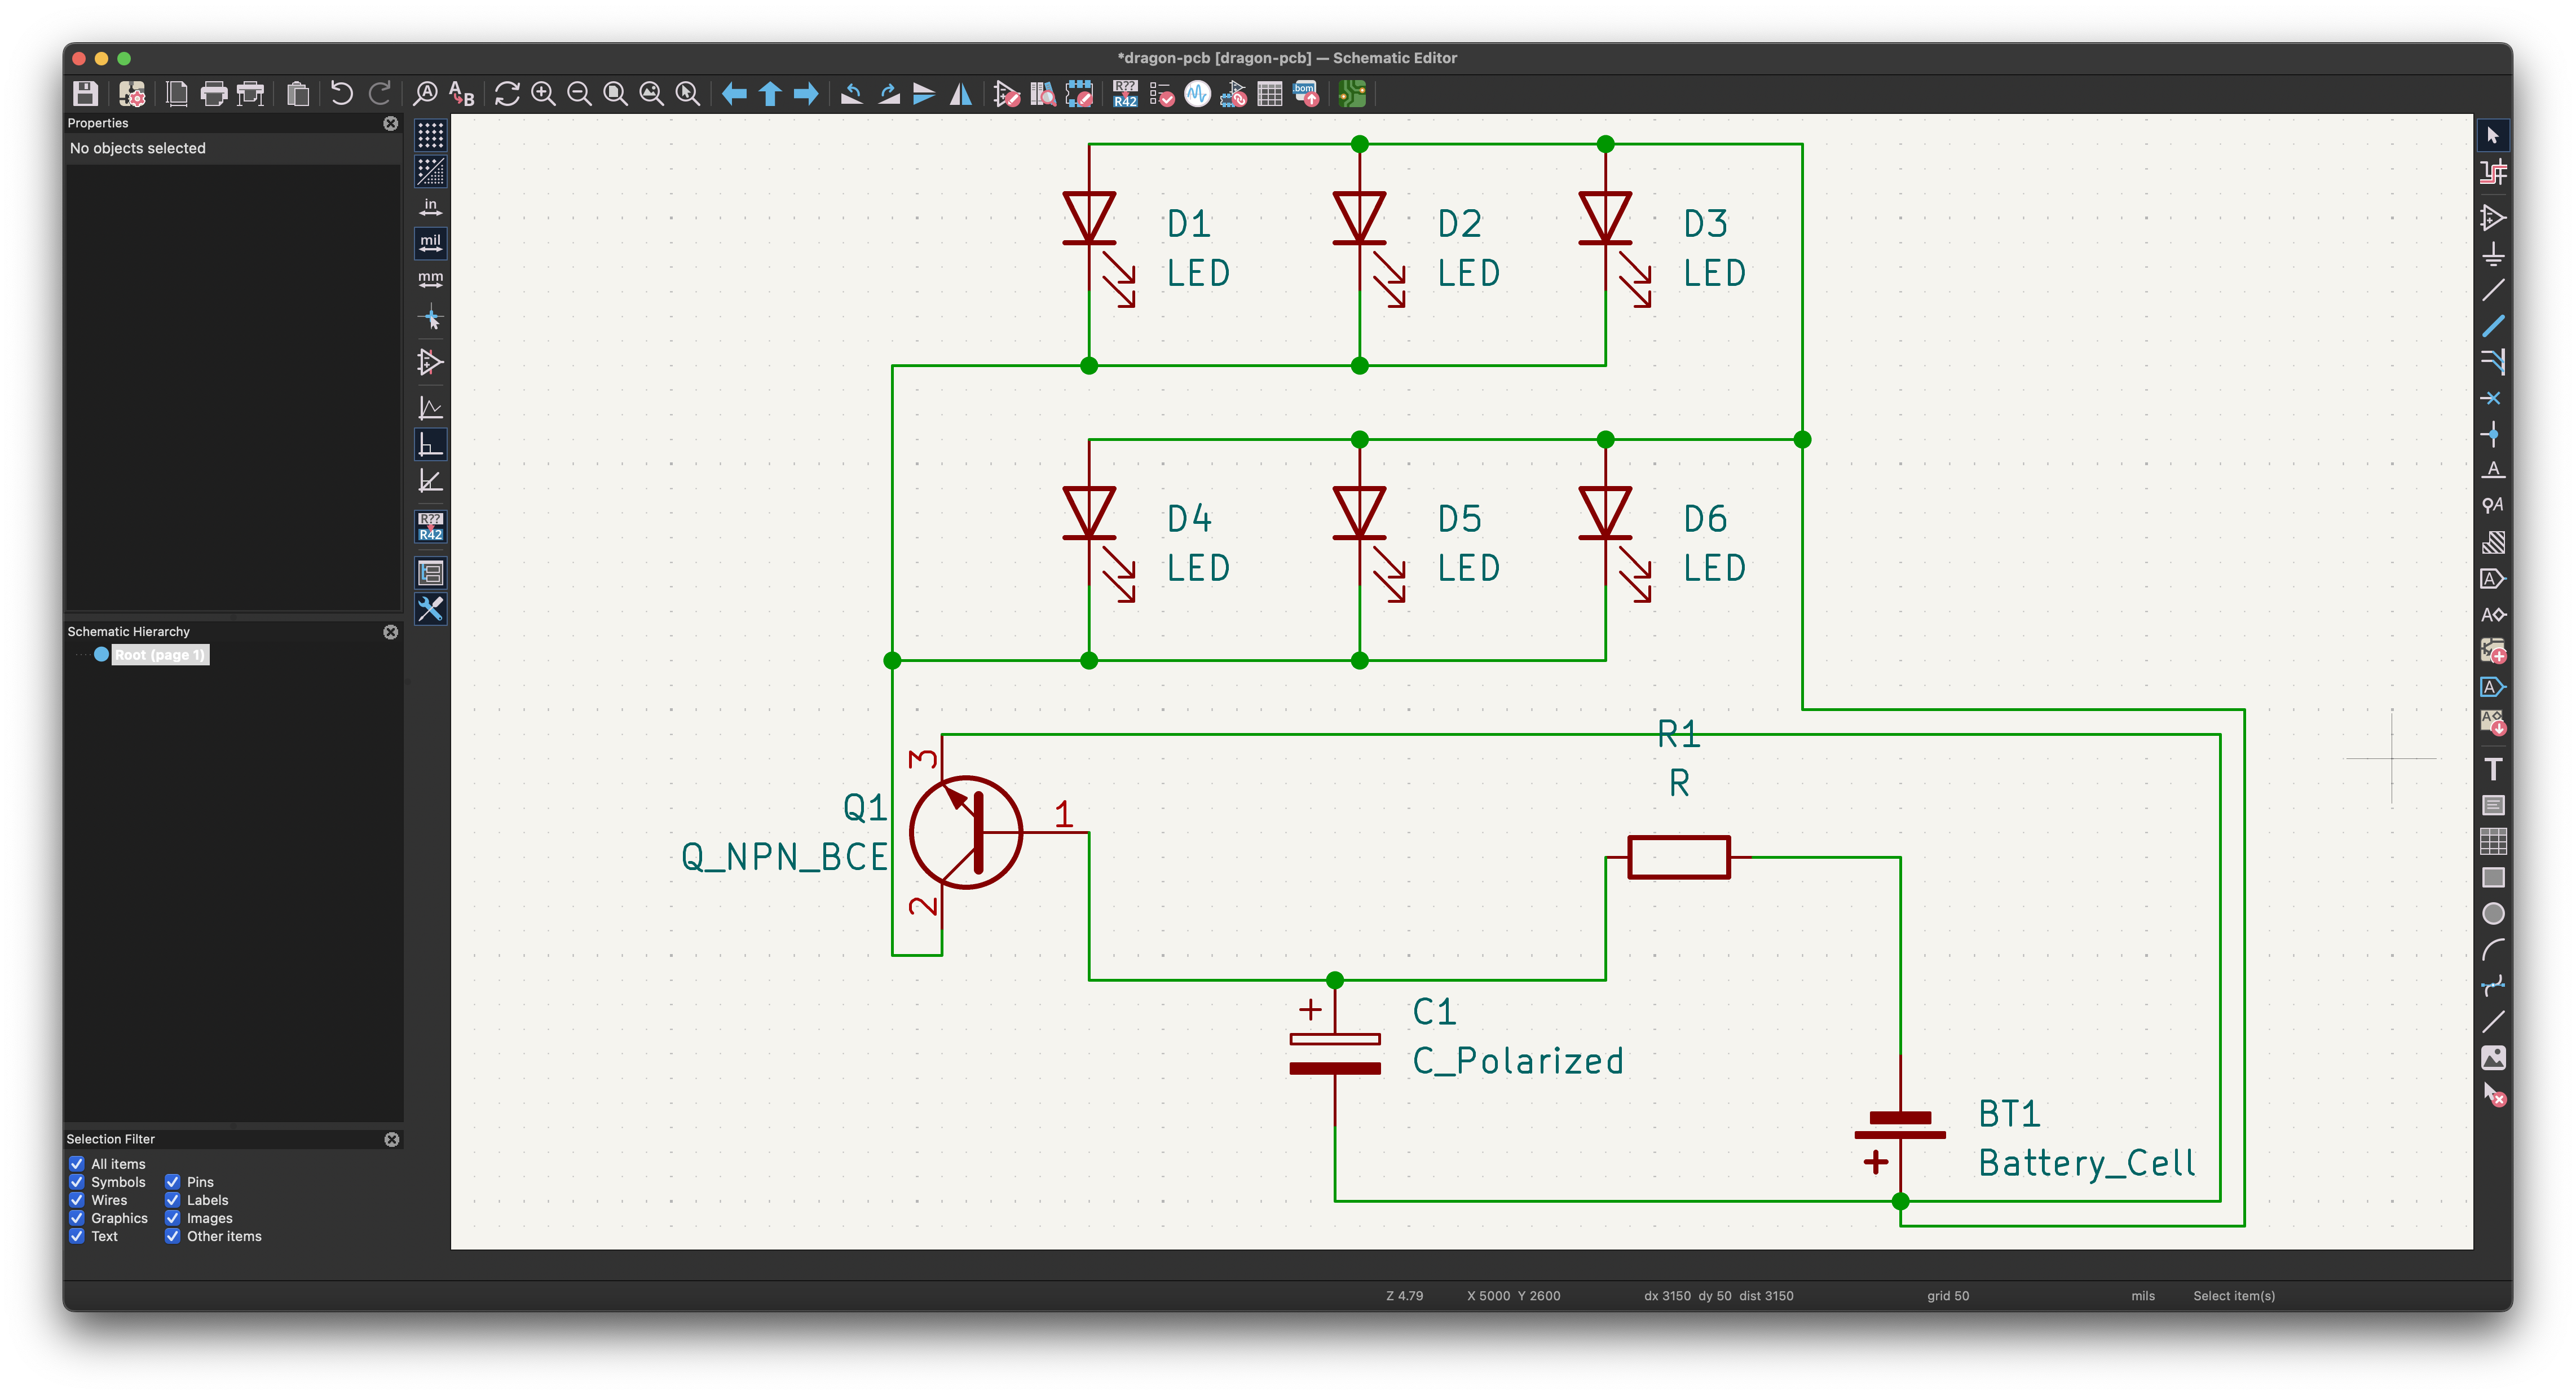 *dragon-pcb [dragon-pcb] — Schematic Editor
A
A
B
R??
R42
bom
Properties
No objects selected
in
mil
mm
R??
R42
Schematic Hierarchy
Root (page 1)
Selection Filter
All items
Symbols
Pins
Wires
Labels
Graphics
Images
Text
Other items
D1
LED
D2
LED
D3
LED
D4
LED
D5
LED
D6
LED
R1
R
3
1
2
Q1
Q_NPN_BCE
+
C1
C_Polarized
BT1
Battery_Cell
+
A
A
A
A
A
A
T
Z 4.79
X 5000 Y 2600
dx 3150 dy 50 dist 3150
grid 50
mils
Select item(s)